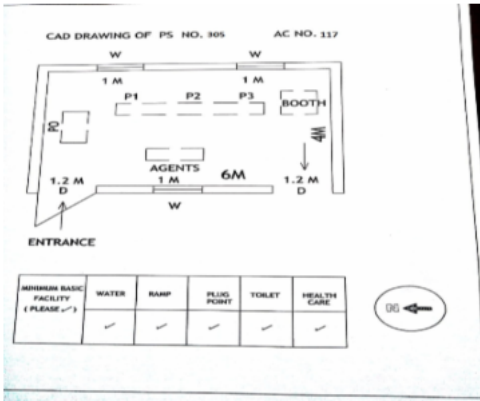 CAD DRAWING OF PS NO. 305 AC NO. 117
W W
1 M 1 M
P1 P2 P3
BOOTH
PO
4M
AGENTS
1.2 M 1 M 6M 1.2 M
D D
W
ENTRANCE
MINIMUM BASIC FACILITY ( PLEASE ✓ ) WATER RAMP PLUG POINT TOILET HEALTH CARE
✓ ✓ ✓ ✓ ✓